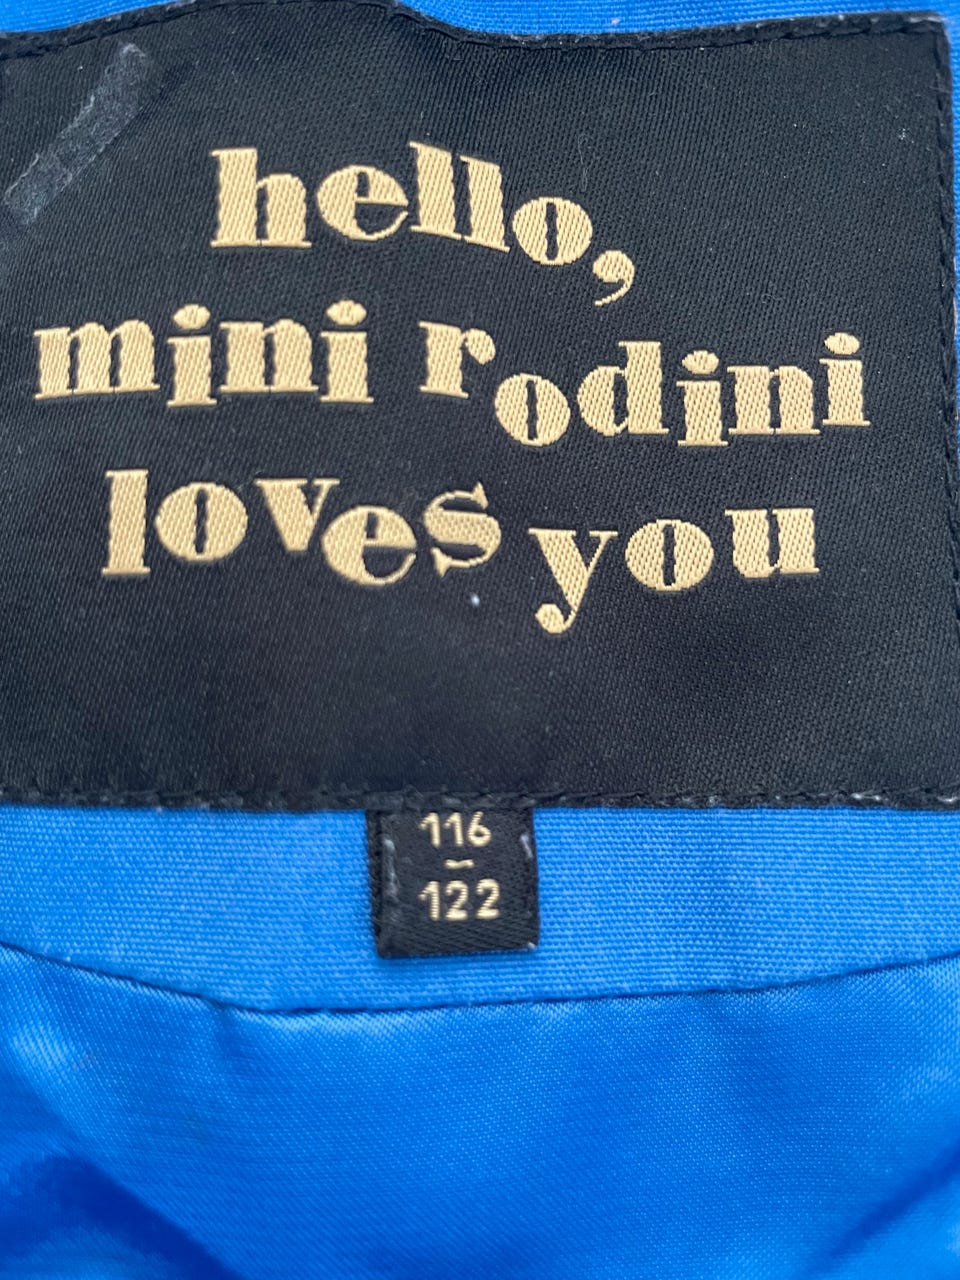 hello,
mini rodini
loves you
116
–
122